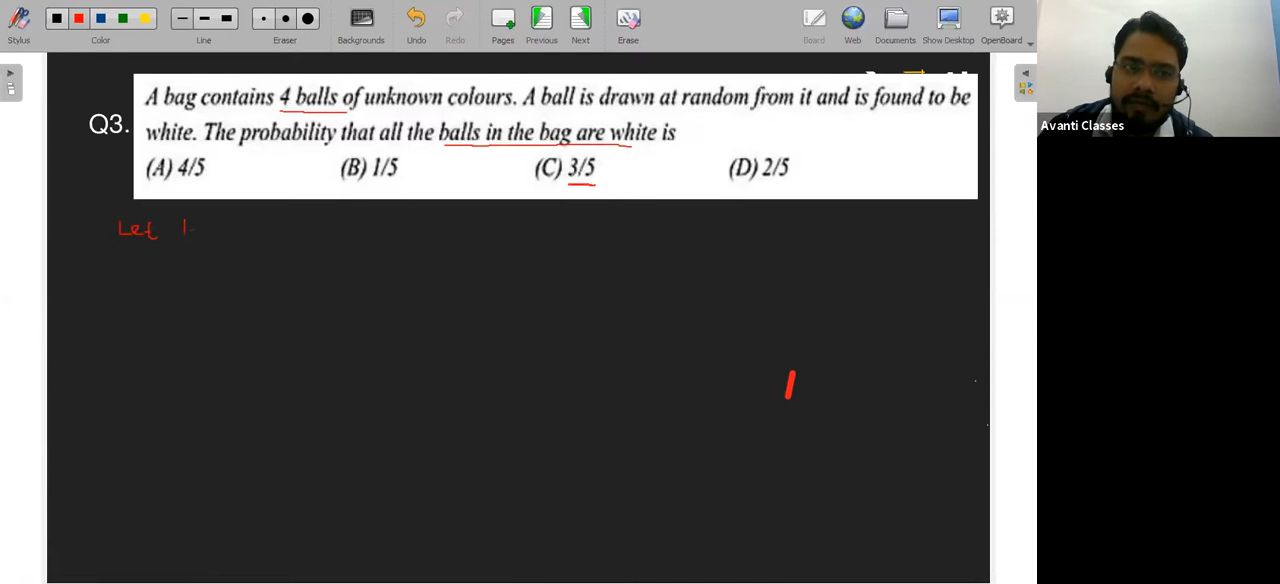 Stylus
Color
Line
Eraser
Backgrounds
Undo
Redo
Pages
Previous
Next
Erase
Board
Web
Documents
Show Desktop
OpenBoard
Q3.
A bag contains 4 balls of unknown colours. A ball is drawn at random from it and is found to be
white. The probability that all the balls in the bag are white is
(A) 4/5 (B) 1/5 (C) 3/5 (D) 2/5
Let
Avanti Classes